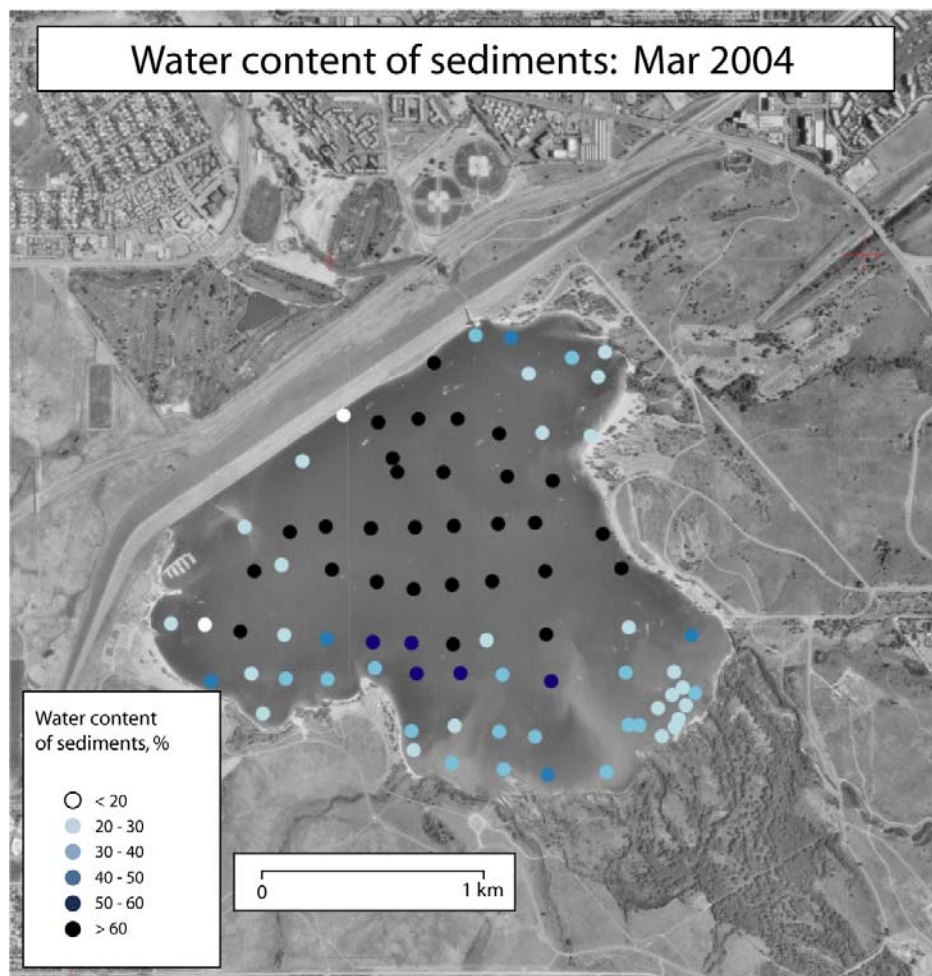 Water content of sediments: Mar 2004
Water content
of sediments, %
< 20
20 - 30
30 - 40
40 - 50
50 - 60
> 60
0 1 km